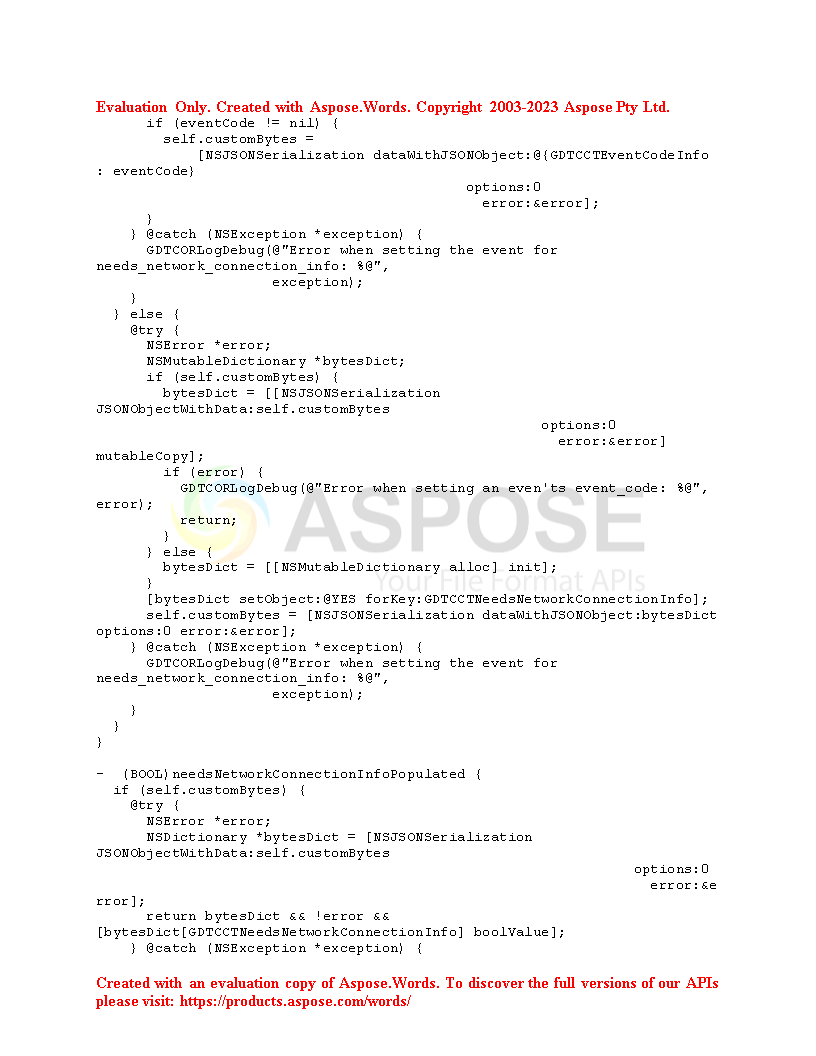 Evaluation Only. Created with Aspose.Words. Copyright 2003-2023 Aspose Pty Ltd.
      if (eventCode != nil) {
        self.customBytes =
            [NSJSONSerialization dataWithJSONObject:@{GDTCCTEventCodeInfo
: eventCode}
                                            options:0
                                              error:&error];
      }
    } @catch (NSException *exception) {
      GDTCORLogDebug(@"Error when setting the event for
needs_network_connection_info: %@",
                     exception);
    }
  } else {
    @try {
      NSError *error;
      NSMutableDictionary *bytesDict;
      if (self.customBytes) {
        bytesDict = [[NSJSONSerialization
JSONObjectWithData:self.customBytes
                                                     options:0
                                                       error:&error]
mutableCopy];
        if (error) {
          GDTCORLogDebug(@"Error when setting an even'ts event_code: %@",
error);
          return;
        }
      } else {
        bytesDict = [[NSMutableDictionary alloc] init];
      }
      [bytesDict setObject:@YES forKey:GDTCCTNeedsNetworkConnectionInfo];
      self.customBytes = [NSJSONSerialization dataWithJSONObject:bytesDict
options:0 error:&error];
    } @catch (NSException *exception) {
      GDTCORLogDebug(@"Error when setting the event for
needs_network_connection_info: %@",
                     exception);
    }
  }
}
- (BOOL)needsNetworkConnectionInfoPopulated {
  if (self.customBytes) {
    @try {
      NSError *error;
      NSDictionary *bytesDict = [NSJSONSerialization
JSONObjectWithData:self.customBytes
                                                                options:0
                                                                  error:&e
rror];
      return bytesDict && !error &&
[bytesDict[GDTCCTNeedsNetworkConnectionInfo] boolValue];
    } @catch (NSException *exception) {
ASPOSE
Your File Format APIs
Created with an evaluation copy of Aspose.Words. To discover the full versions of our APIs
please visit: https://products.aspose.com/words/